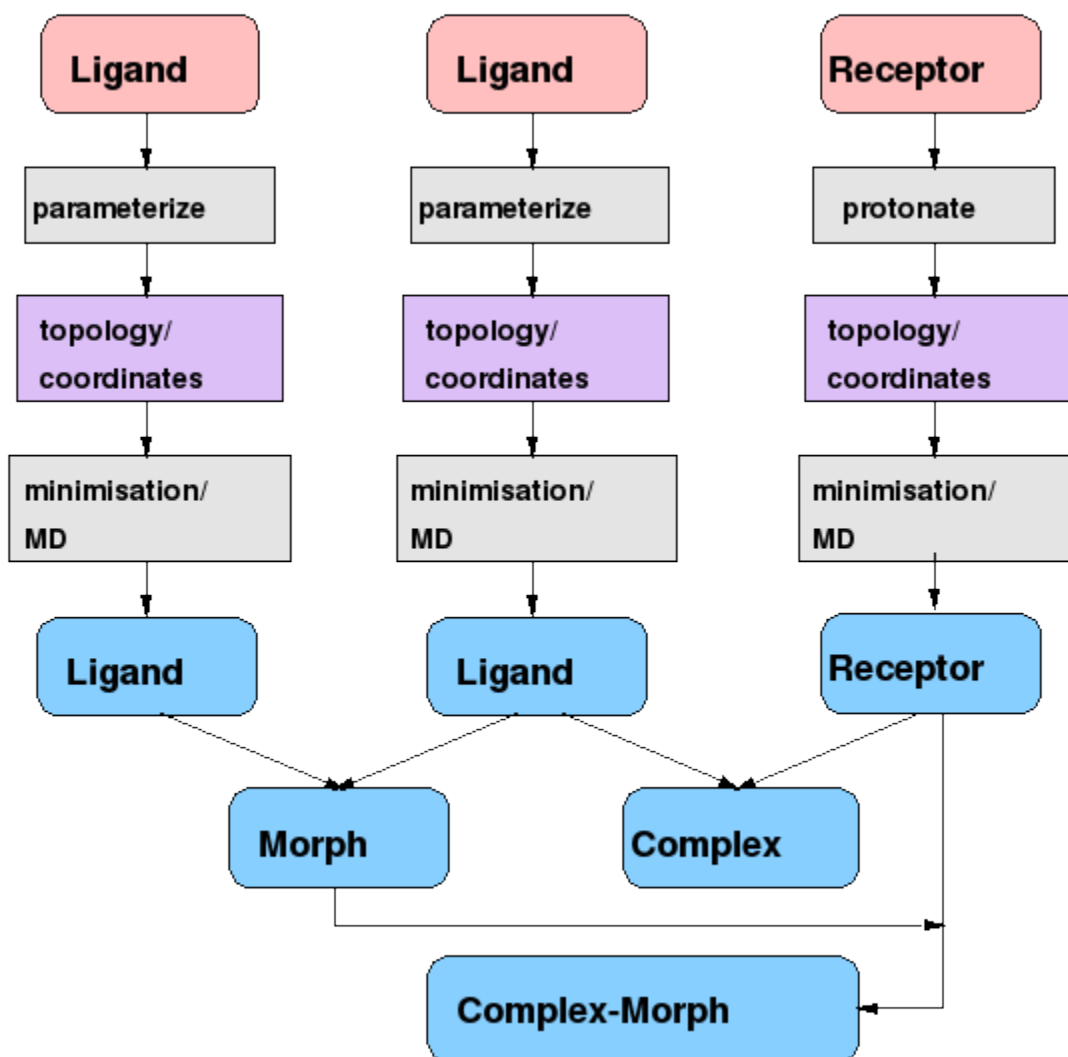 Ligand
Ligand
Receptor
parameterize
parameterize
protonate
topology/
coordinates
topology/
coordinates
topology/
coordinates
minimisation/
MD
minimisation/
MD
minimisation/
MD
Ligand
Ligand
Receptor
Morph
Complex
Complex-Morph